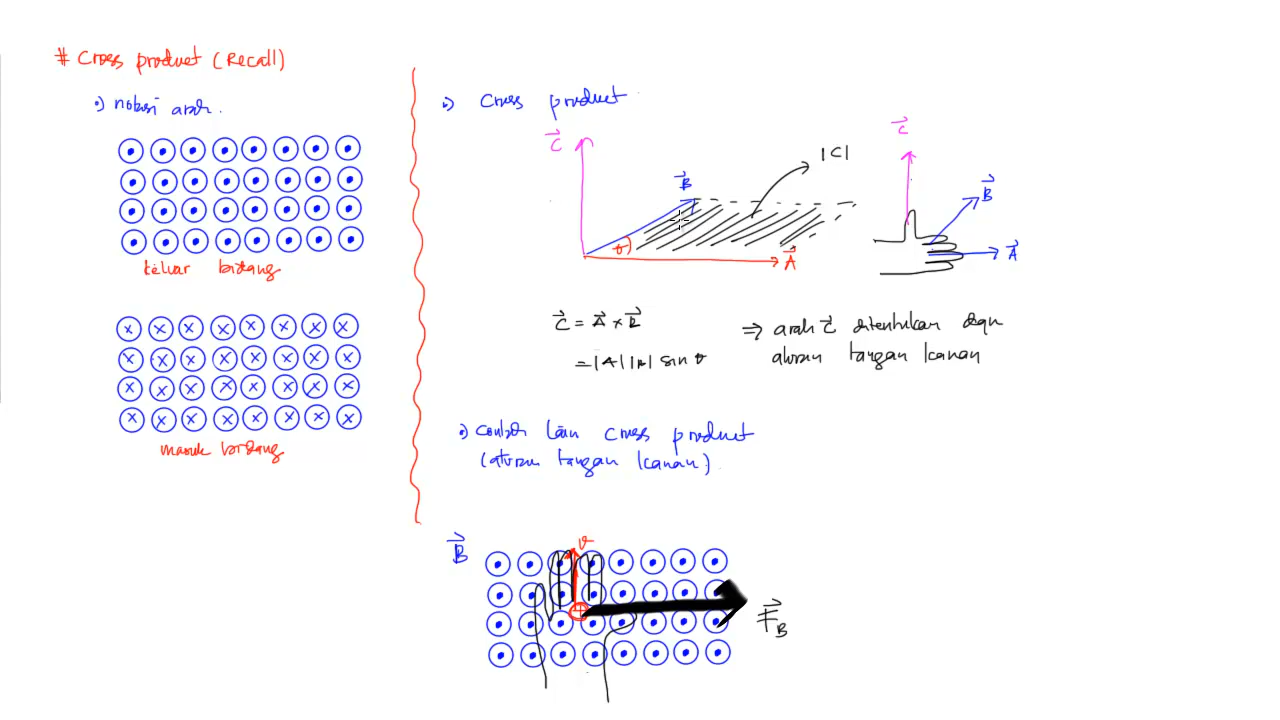 # Cross product (Recall)
•) notasi arah.
keluar bidang
masuk bidang
•) cross product
C
B
|C|
θ
A
C
B
A
C = A × B
= |A| |B| sin θ
⇒ arah C ditentukan dgn
aturan tangan kanan
•) contoh lain cross product
(aturan tangan kanan)
B
v
+
F_B